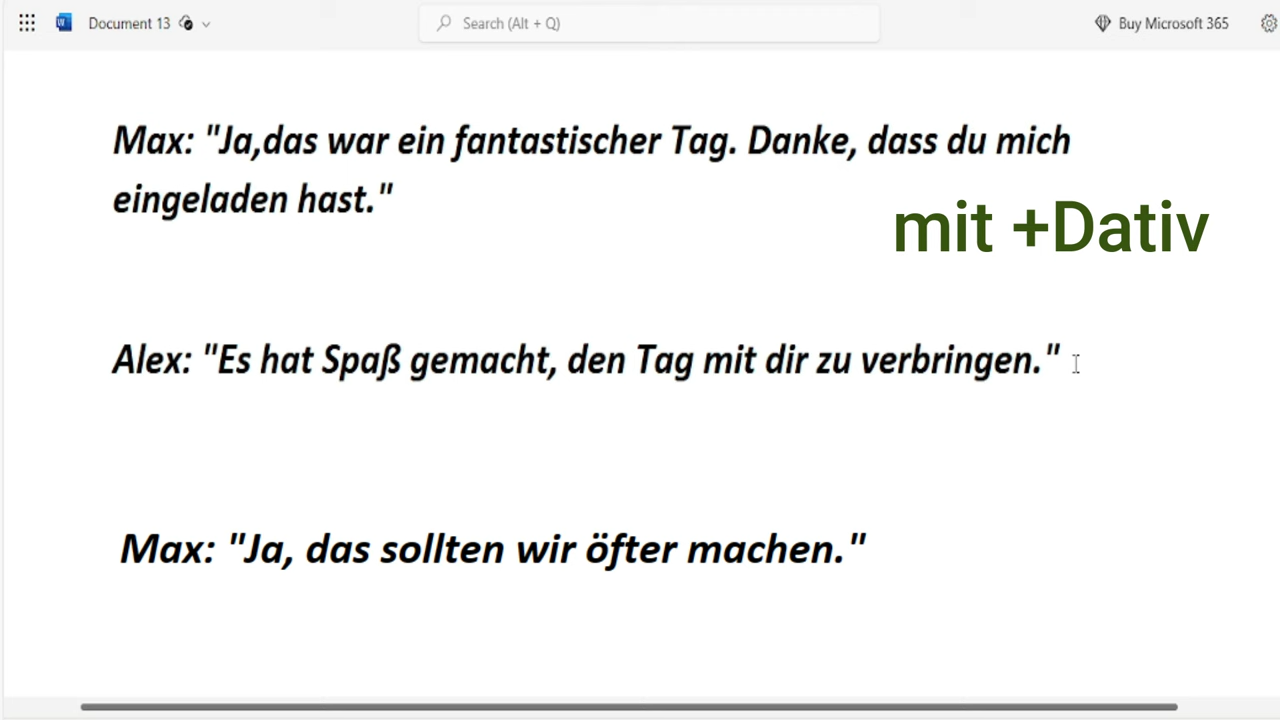 Document 13
Search (Alt + Q)
Buy Microsoft 365
Max: "Ja,das war ein fantastischer Tag. Danke, dass du mich
eingeladen hast."
mit +Dativ
Alex: "Es hat Spaß gemacht, den Tag mit dir zu verbringen."
Max: "Ja, das sollten wir öfter machen."